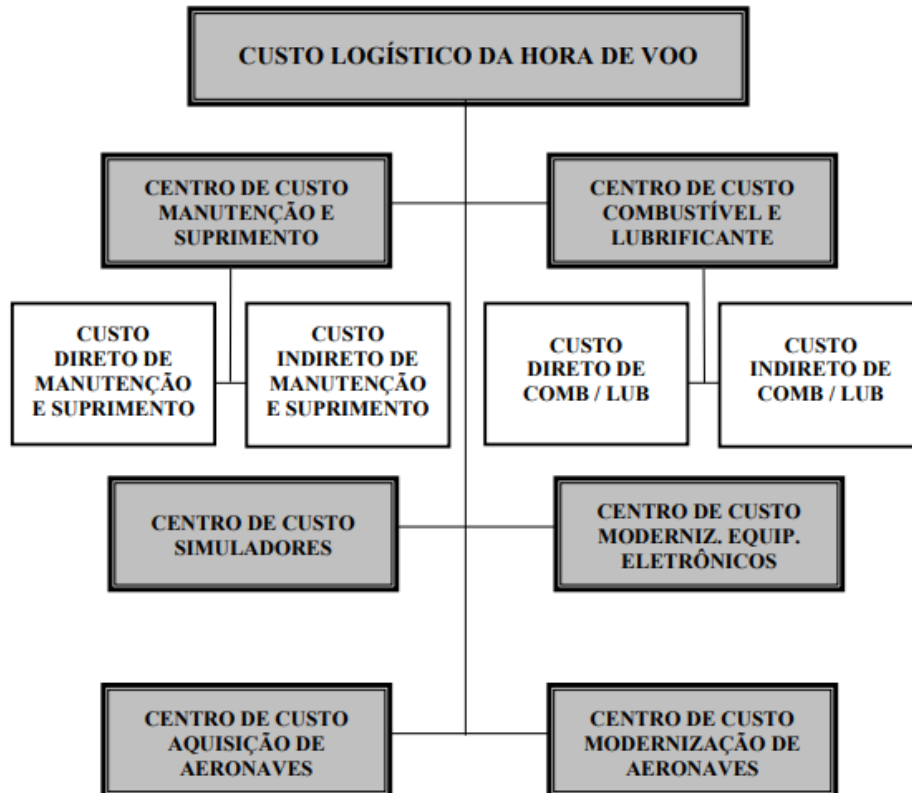 CUSTO LOGÍSTICO DA HORA DE VOO
CENTRO DE CUSTO
MANUTENÇÃO E
SUPRIMENTO
CENTRO DE CUSTO
COMBUSTÍVEL E
LUBRIFICANTE
CUSTO
DIRETO DE
MANUTENÇÃO
E SUPRIMENTO
CUSTO
INDIRETO DE
MANUTENÇÃO E
SUPRIMENTO
CUSTO
DIRETO DE
COMB / LUB
CUSTO
INDIRETO DE
COMB / LUB
CENTRO DE CUSTO
SIMULADORES
CENTRO DE CUSTO
MODERNIZ. EQUIP.
ELETRÔNICOS
CENTRO DE CUSTO
AQUISIÇÃO DE
AERONAVES
CENTRO DE CUSTO
MODERNIZAÇÃO DE
AERONAVES